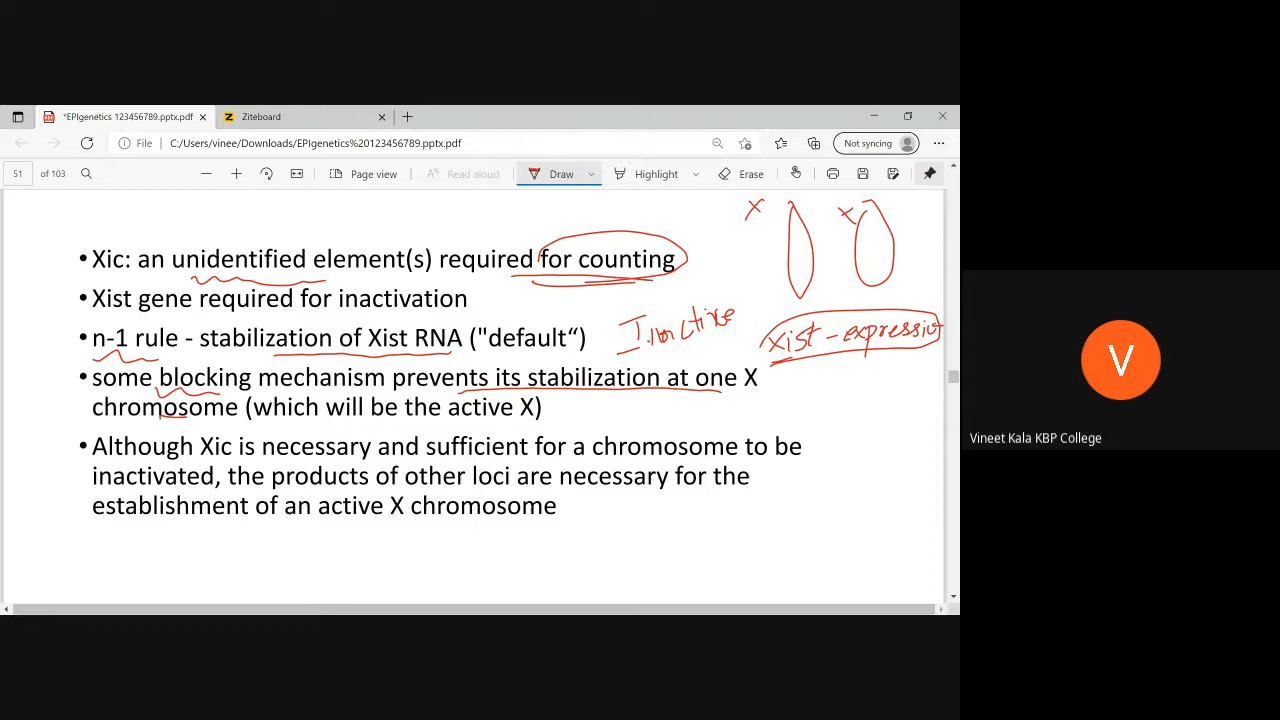 *EPIgenetics 123456789.pptx.pdf
Ziteboard
File
C:/Users/vinee/Downloads/EPIgenetics%20123456789.pptx.pdf
Not syncing
51 of 103
Page view
Read aloud
Draw
Highlight
Erase
X X
• Xic: an unidentified element(s) required for counting
• Xist gene required for inactivation
• n-1 rule - stabilization of Xist RNA ("default“)
Inactive
Xist - expression
• some blocking mechanism prevents its stabilization at one X
chromosome (which will be the active X)
• Although Xic is necessary and sufficient for a chromosome to be
inactivated, the products of other loci are necessary for the
establishment of an active X chromosome
V
Vineet Kala KBP College